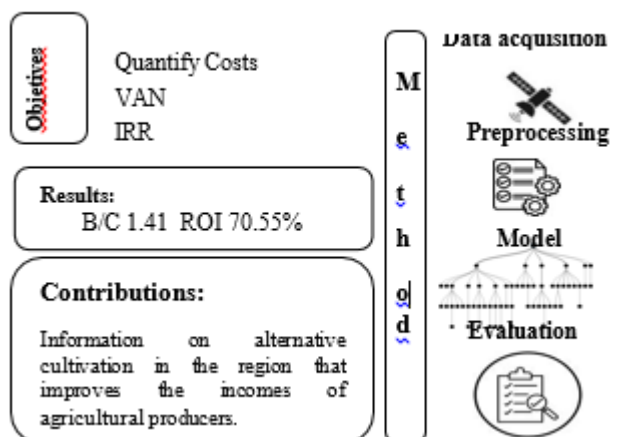 Objetives
Quantify Costs
VAN
IRR
Results:
B/C 1.41 ROI 70.55%
Contributions:
Information on alternative
cultivation in the region that
improves the incomes of
agricultural producers.
M
e
t
h
o
d
Data acquisition
Preprocessing
Model
Evaluation